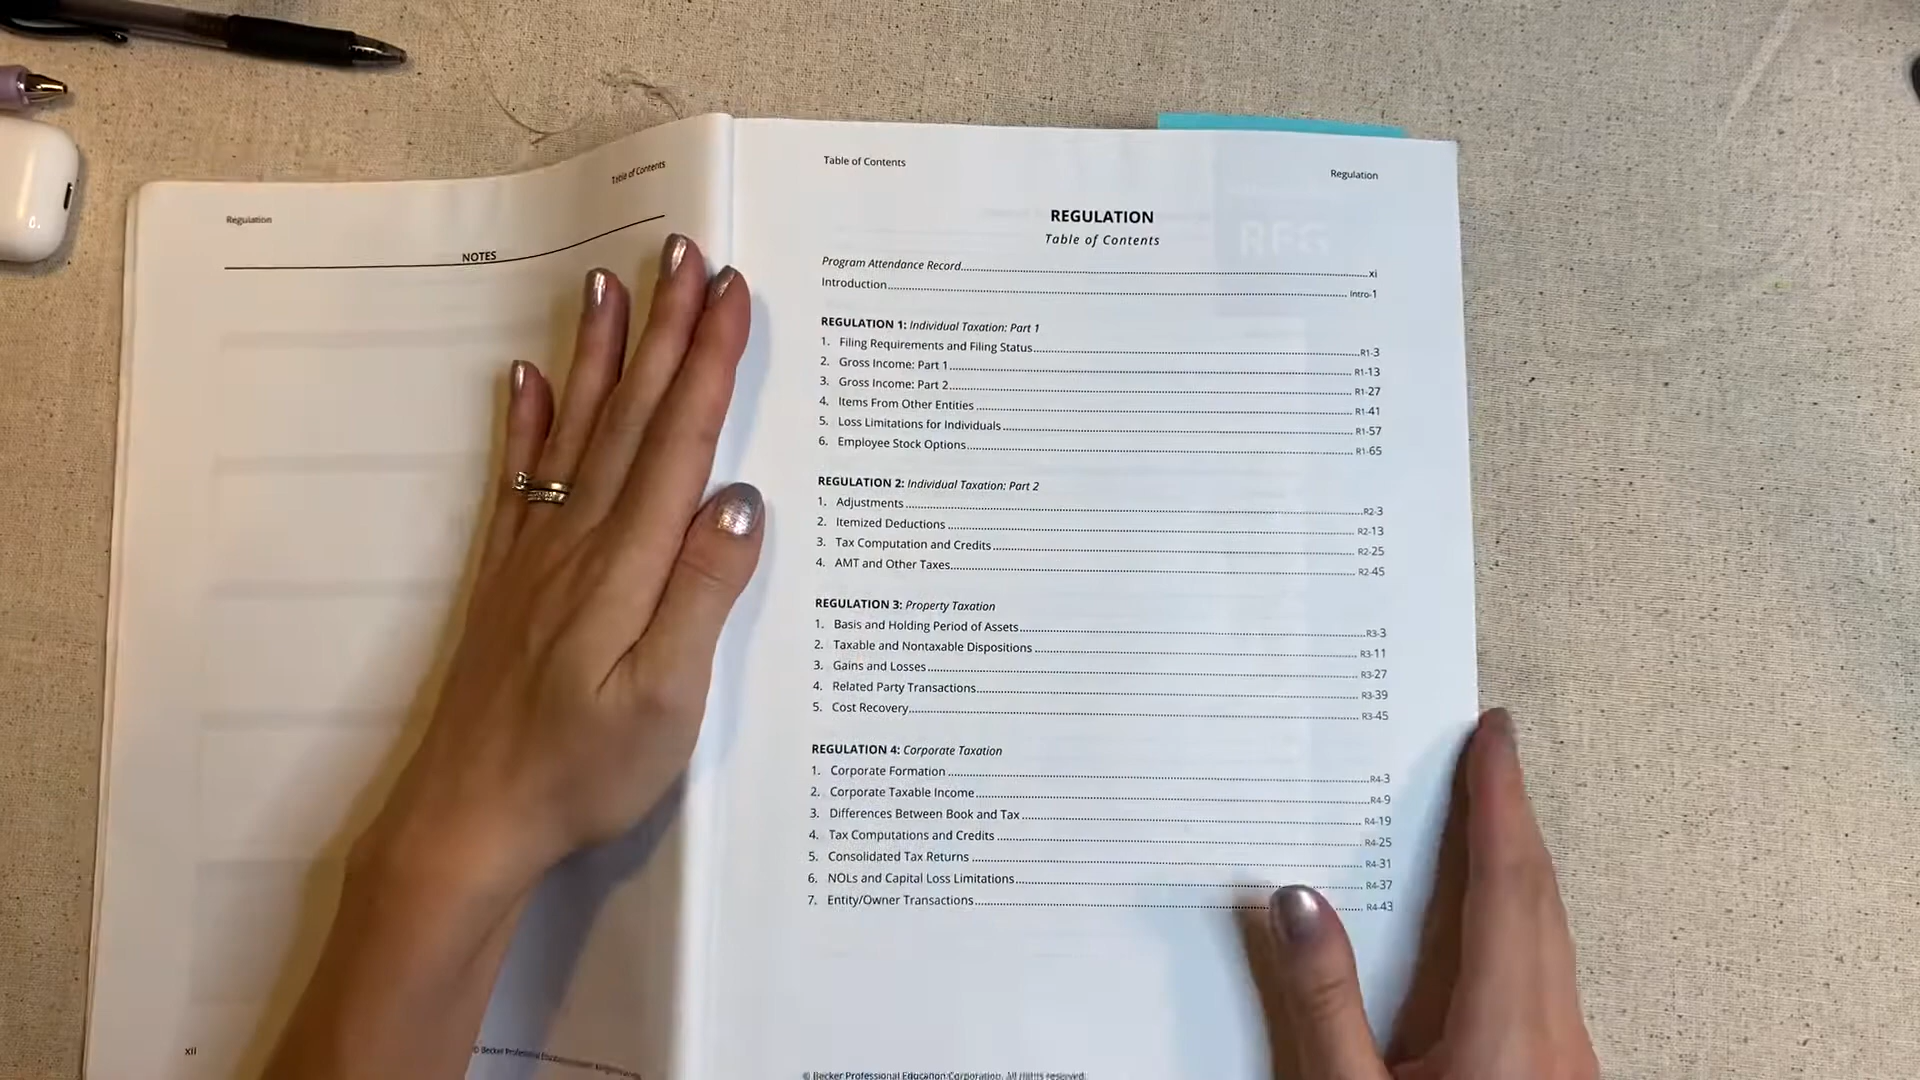 Regulation
Table of Contents
NOTES
xii
Table of Contents
Regulation
REGULATION
Table of Contents
Program Attendance Record xi
Introduction Intro-1
REGULATION 1: Individual Taxation: Part 1
1. Filing Requirements and Filing Status R1-3
2. Gross Income: Part 1 R1-13
3. Gross Income: Part 2 R1-27
4. Items From Other Entities R1-41
5. Loss Limitations for Individuals R1-57
6. Employee Stock Options R1-65
REGULATION 2: Individual Taxation: Part 2
1. Adjustments R2-3
2. Itemized Deductions R2-13
3. Tax Computation and Credits R2-25
4. AMT and Other Taxes R2-45
REGULATION 3: Property Taxation
1. Basis and Holding Period of Assets R3-3
2. Taxable and Nontaxable Dispositions R3-11
3. Gains and Losses R3-27
4. Related Party Transactions R3-39
5. Cost Recovery R3-45
REGULATION 4: Corporate Taxation
1. Corporate Formation R4-3
2. Corporate Taxable Income R4-9
3. Differences Between Book and Tax R4-19
4. Tax Computations and Credits R4-25
5. Consolidated Tax Returns R4-31
6. NOLs and Capital Loss Limitations R4-37
7. Entity/Owner Transactions R4-43
© Becker Professional Education Corporation. All rights reserved.